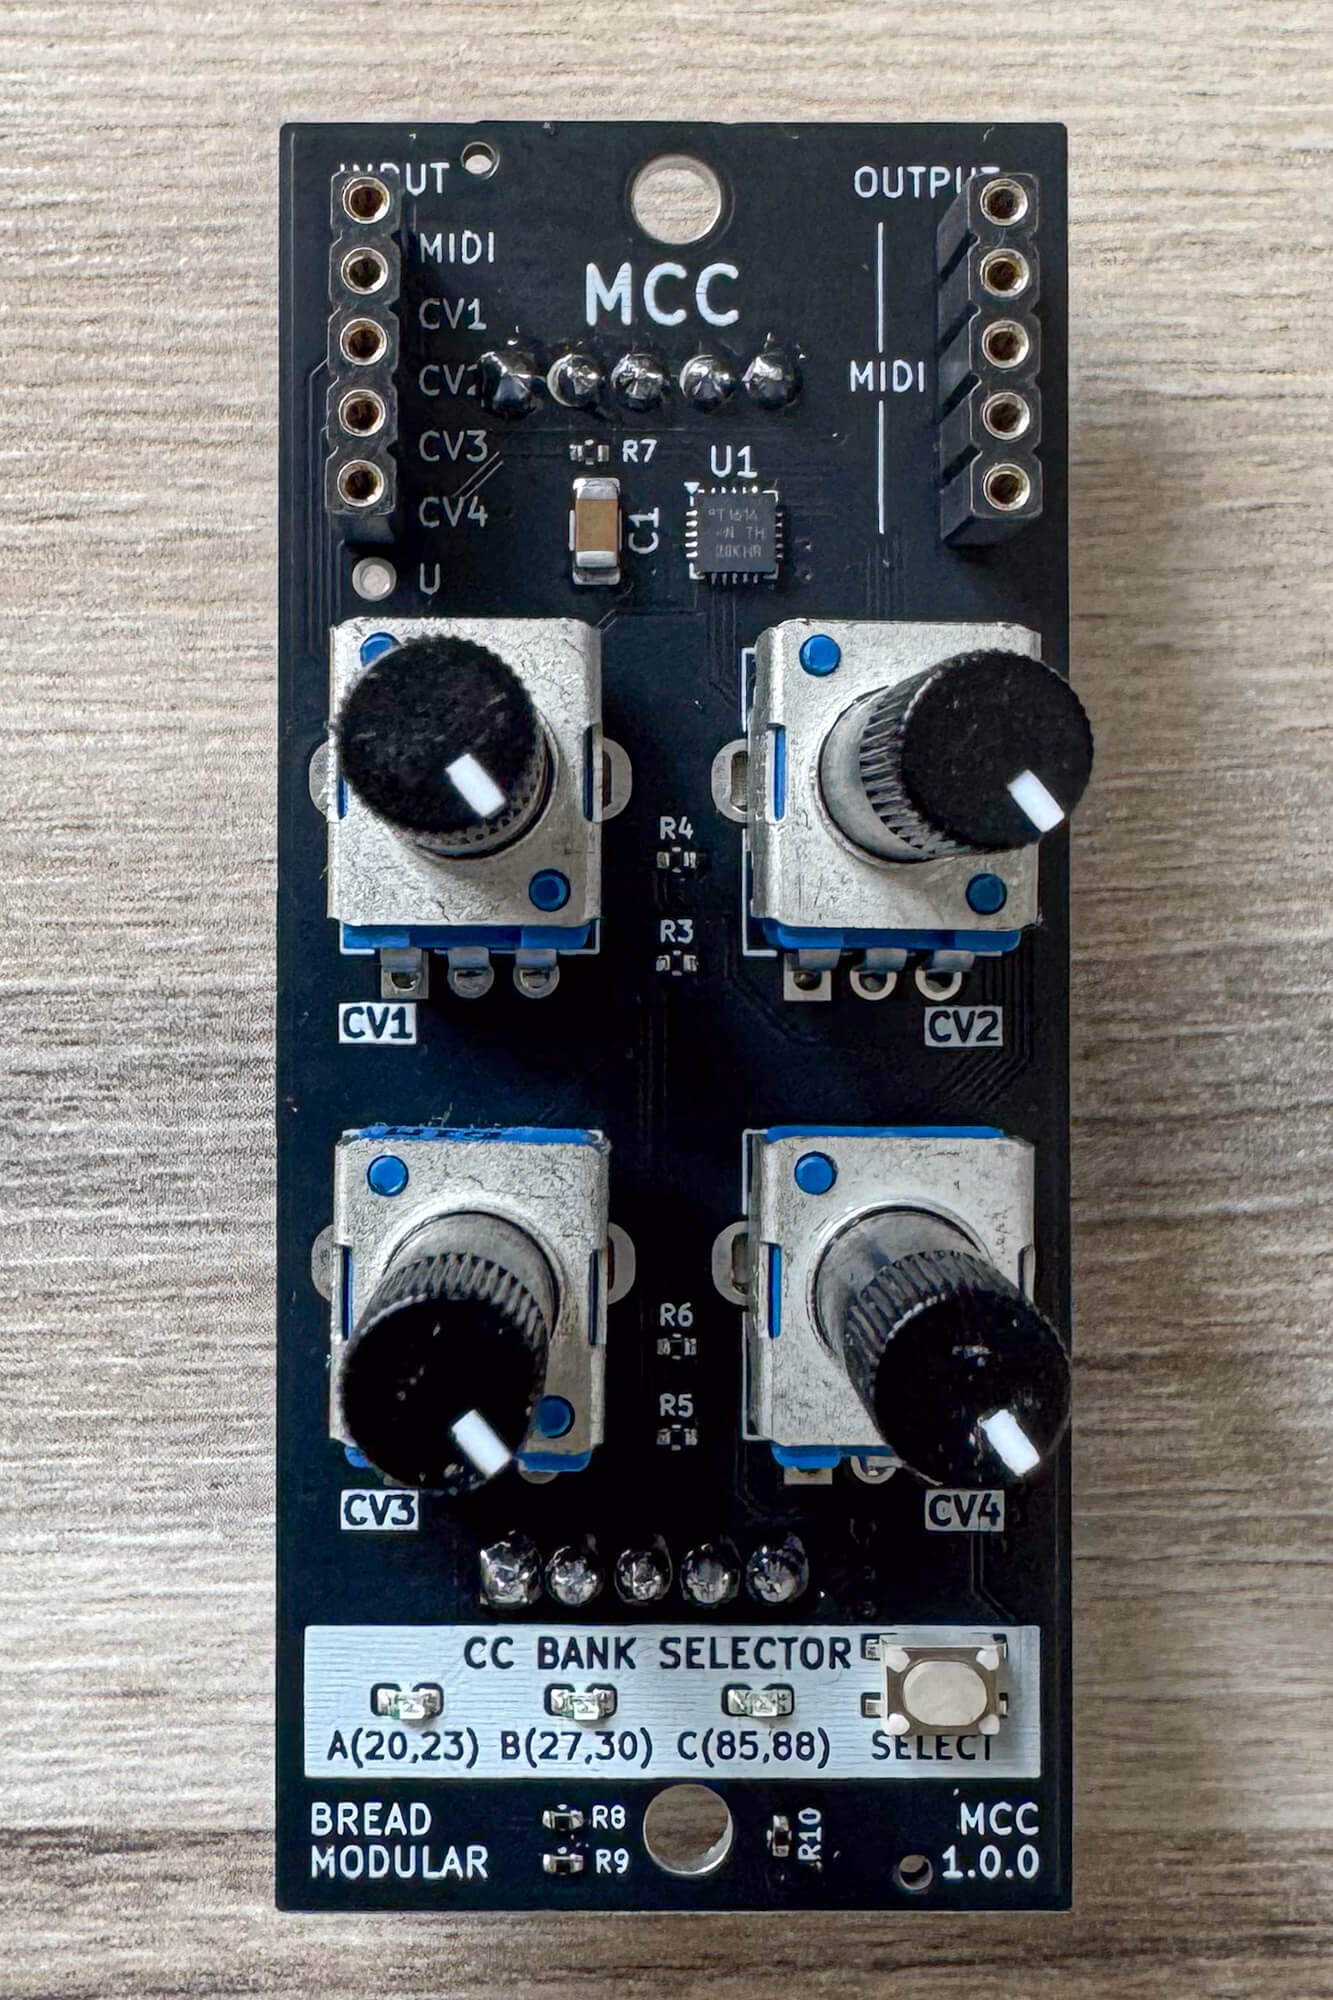 INPUT
OUTPUT
MIDI
CV1
CV2
CV3
CV4
U
MCC
MIDI
R7
U1
C1
R4
R3
CV1
CV2
R6
R5
CV3
CV4
CC BANK SELECTOR
A(20,23) B(27,30) C(85,88) SELECT
BREAD
MODULAR
R8
R9
R10
MCC
1.0.0